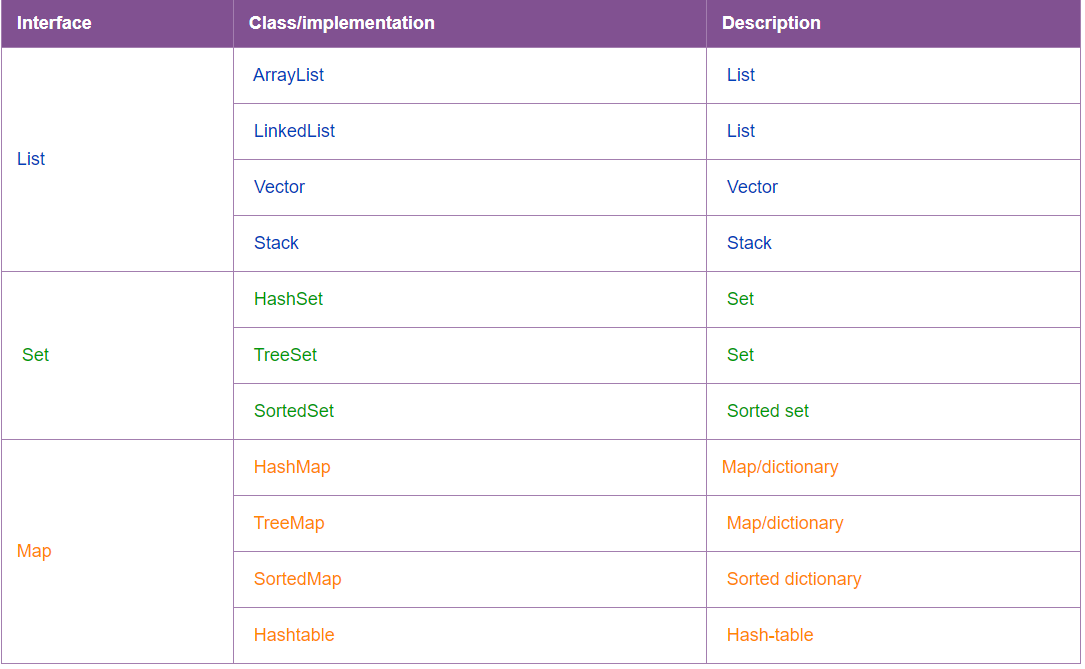 Interface Class/implementation Description
ArrayList List
LinkedList List
List
Vector Vector
Stack Stack
HashSet Set
Set TreeSet Set
SortedSet Sorted set
HashMap Map/dictionary
TreeMap Map/dictionary
Map
SortedMap Sorted dictionary
Hashtable Hash-table